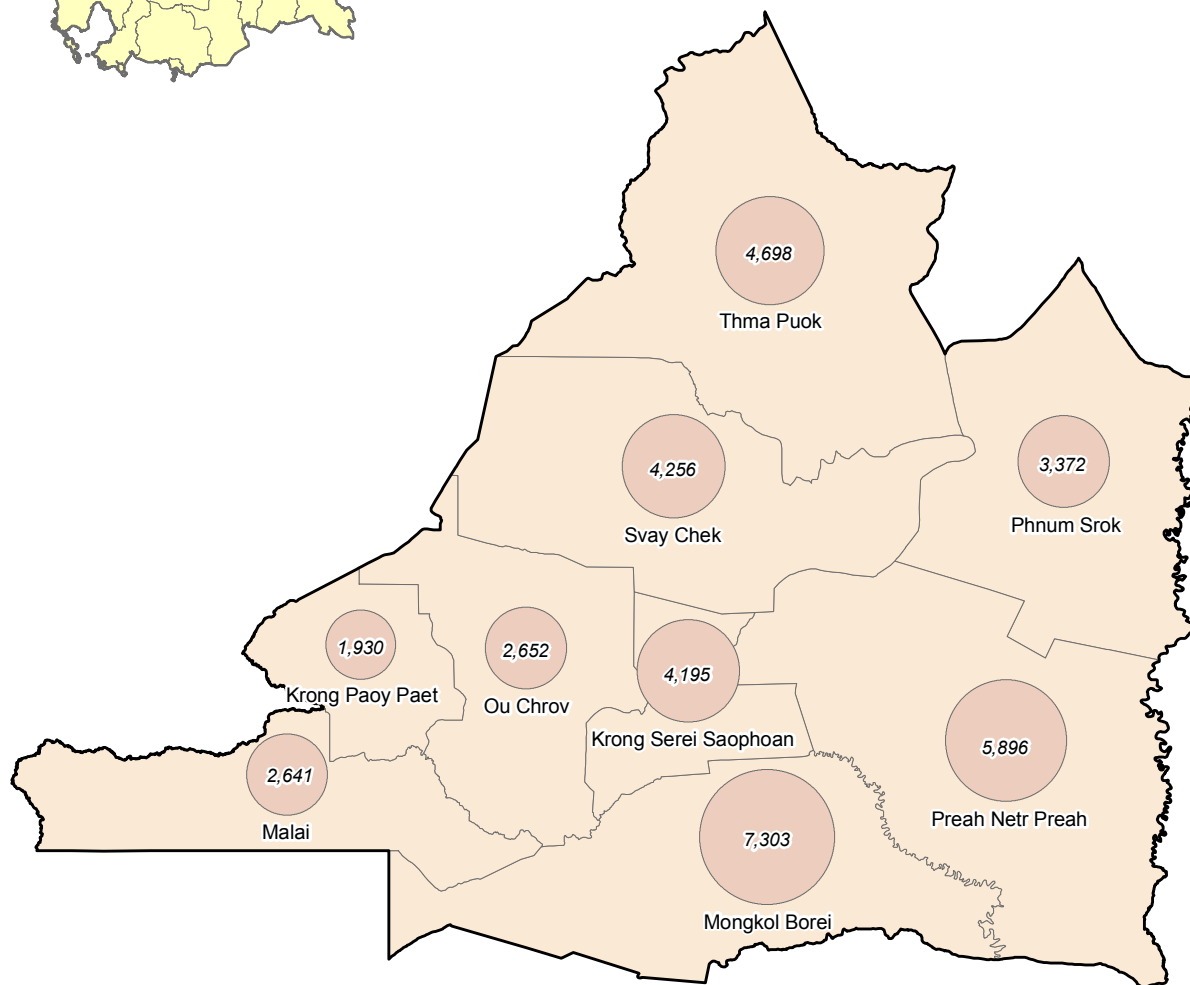 4,698
Thma Puok
4,256
Svay Chek
3,372
Phnum Srok
1,930
Krong Paoy Paet
2,652
Ou Chrov
4,195
Krong Serei Saophoan
2,641
Malai
5,896
Preah Netr Preah
7,303
Mongkol Borei